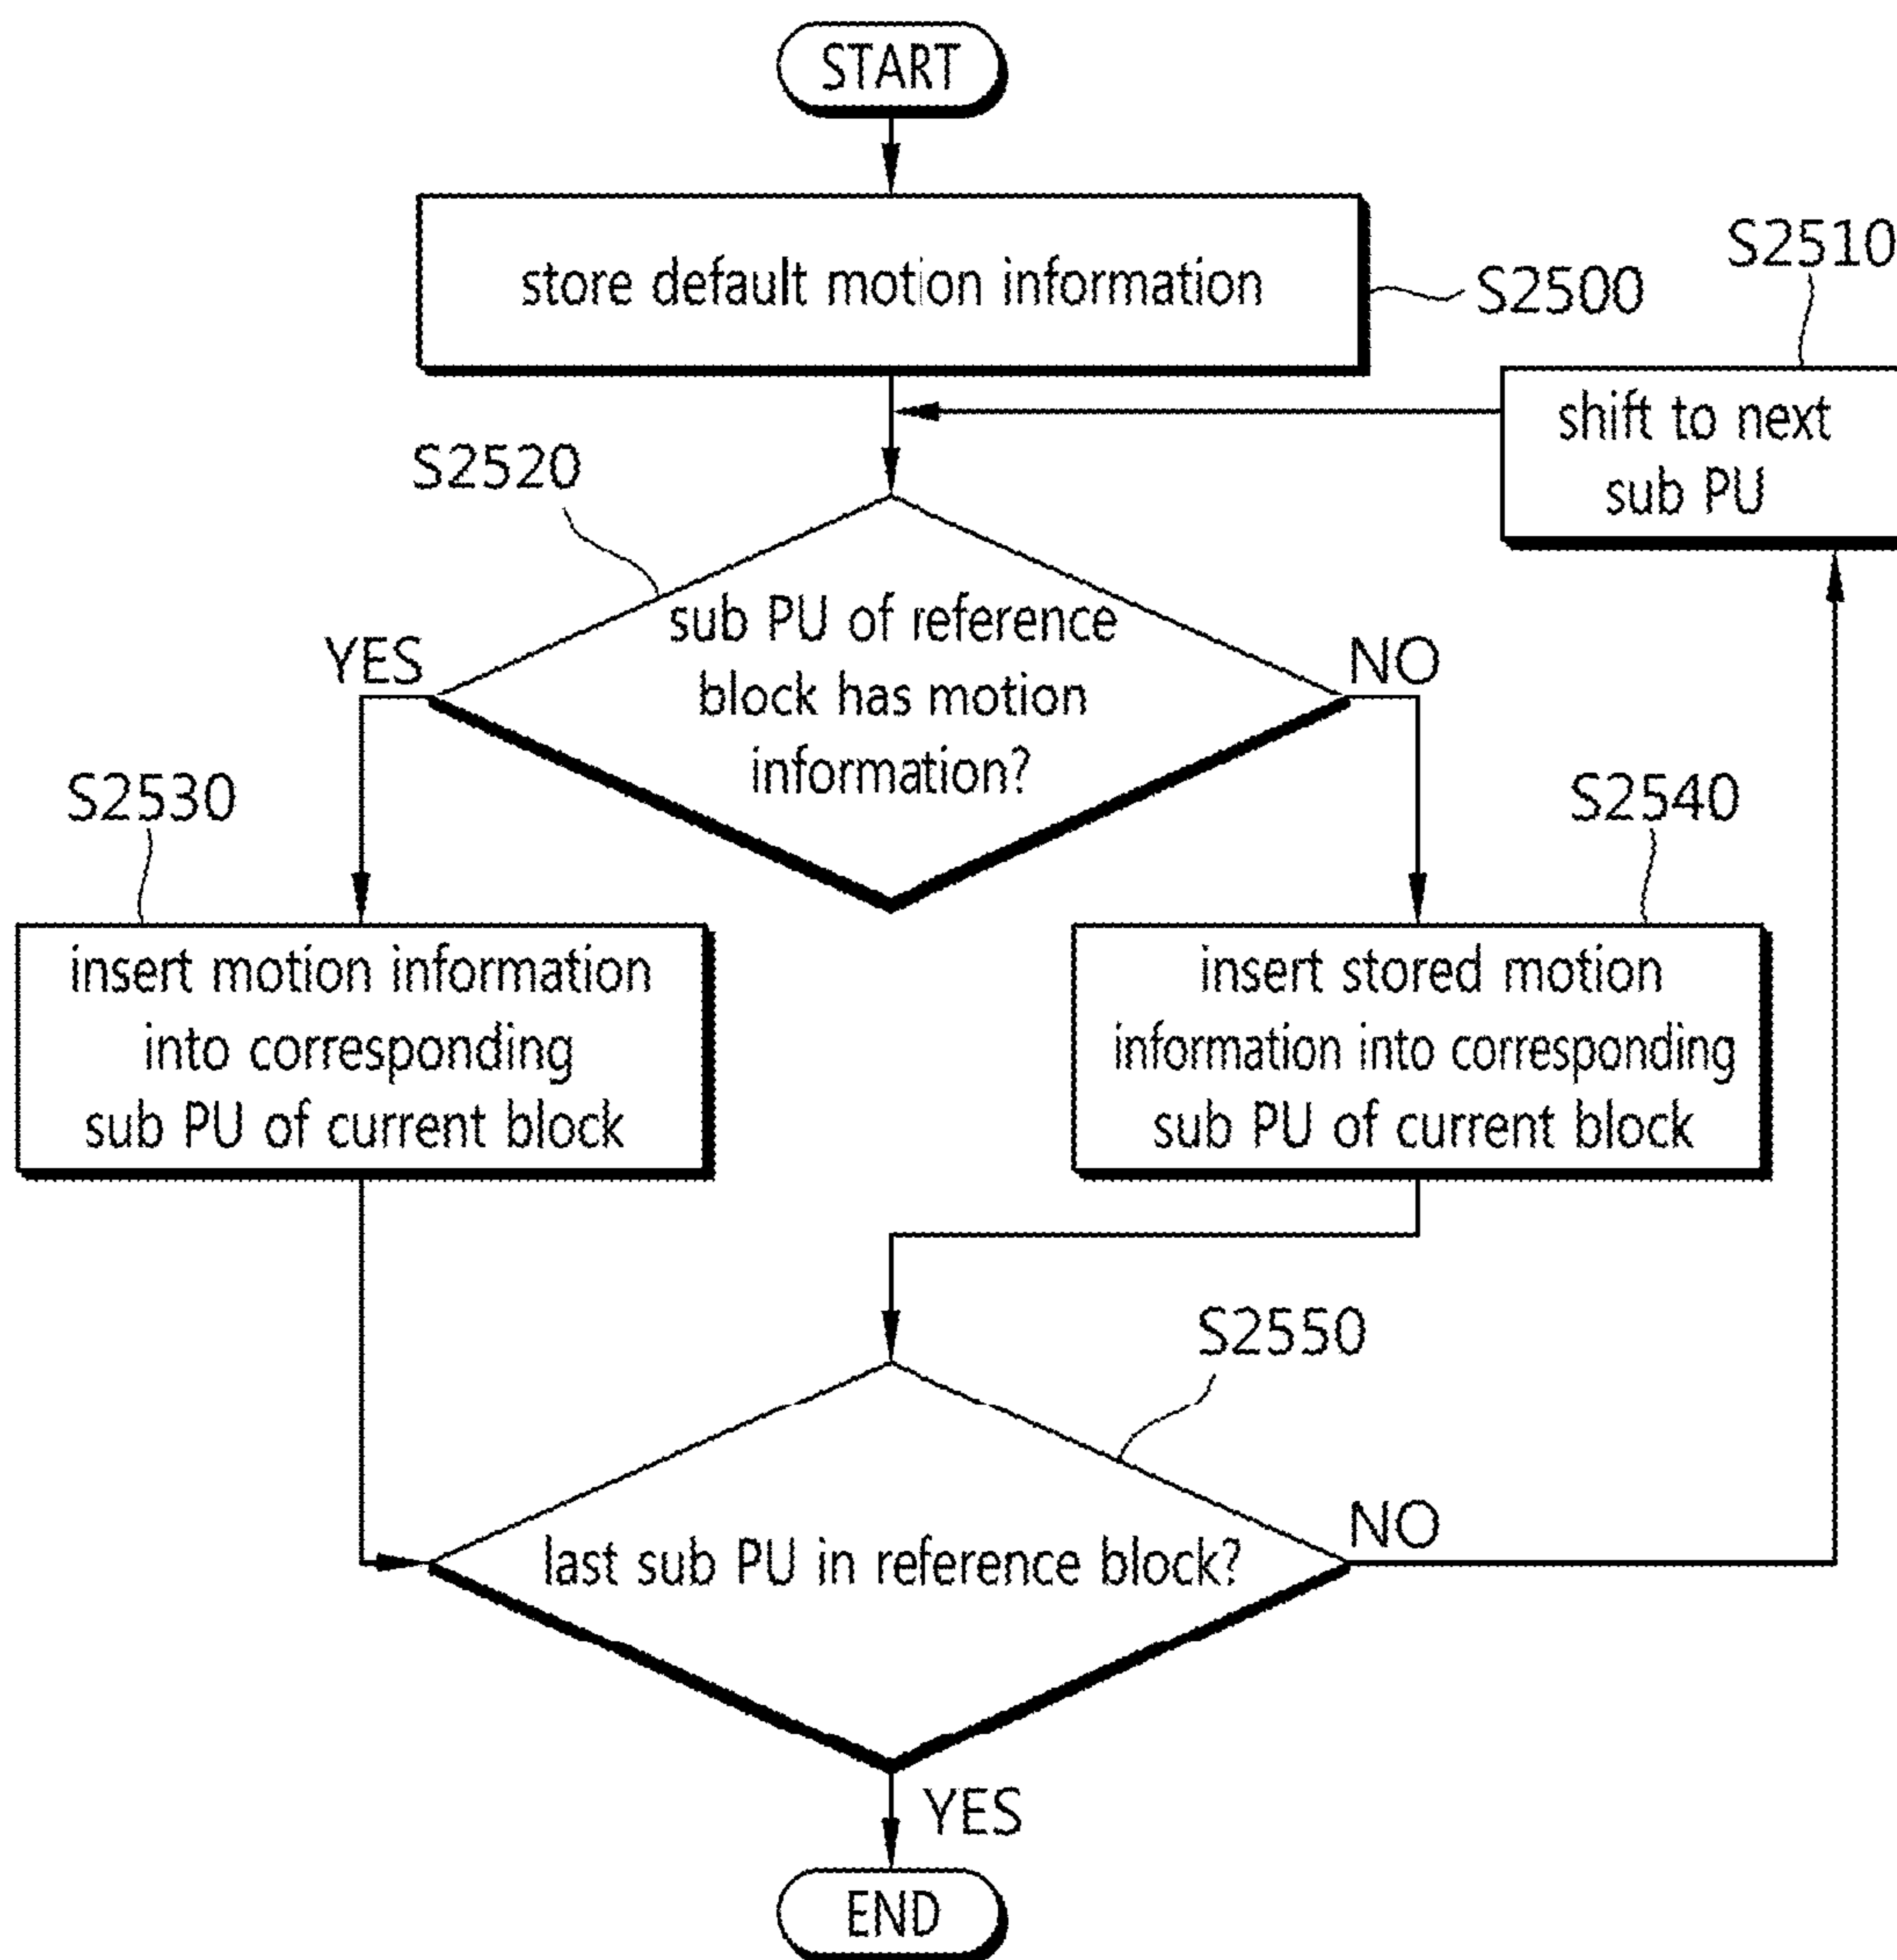 START
store default motion information
S2500
S2510
shift to next
sub PU
S2520
sub PU of reference
block has motion
information?
YES
NO
S2530
insert motion information
into corresponding
sub PU of current block
S2540
insert stored motion
information into corresponding
sub PU of current block
S2550
last sub PU in reference block?
NO
YES
END